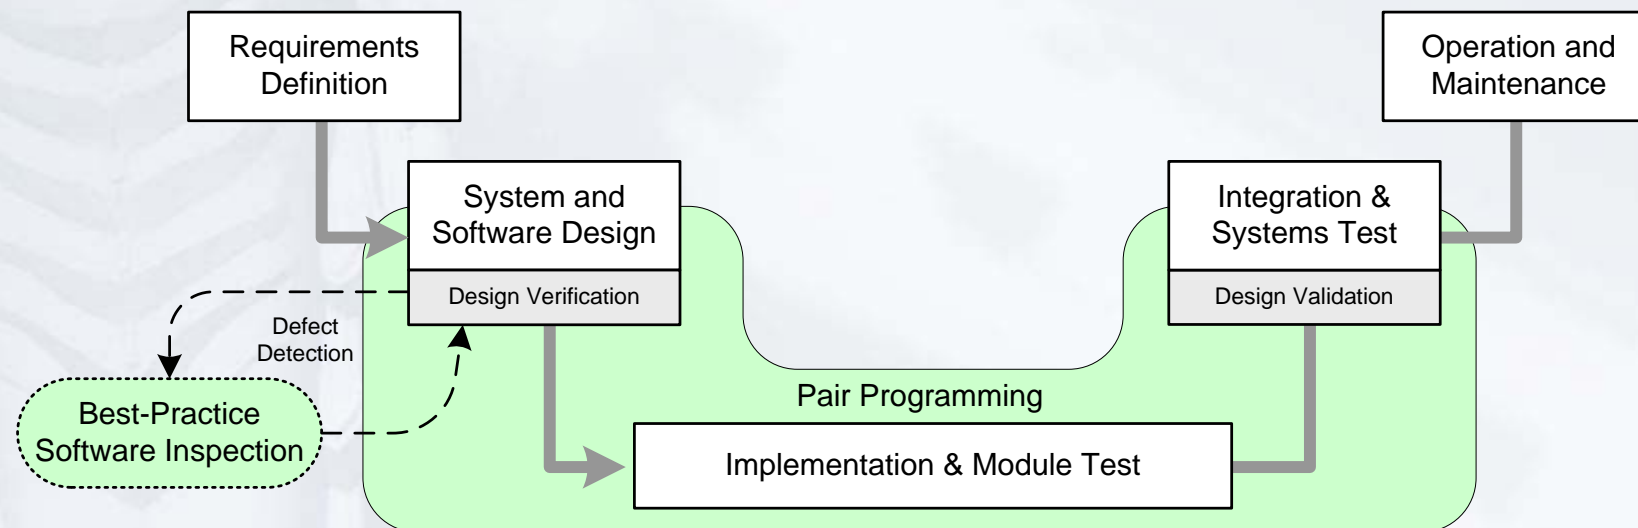 Requirements
Definition
Operation and
Maintenance
System and
Software Design
Design Verification
Integration &
Systems Test
Design Validation
Defect
Detection
Best-Practice
Software Inspection
Pair Programming
Implementation & Module Test